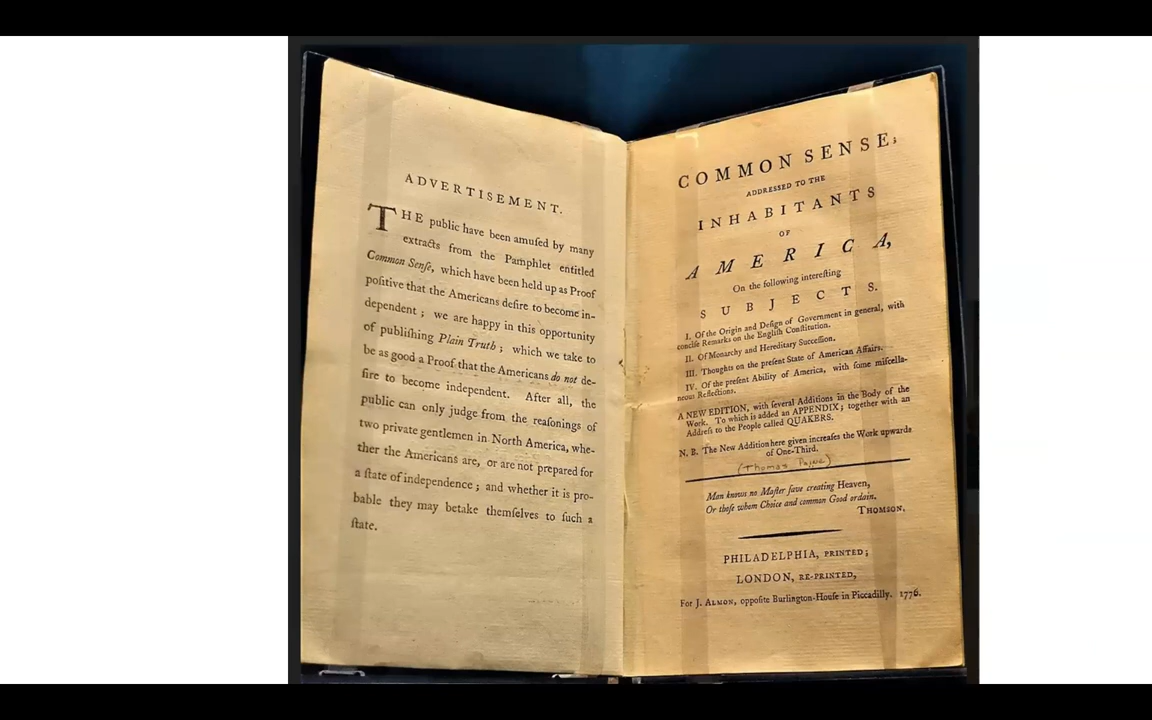 ADVERTISEMENT.
THE public have been amuſed by many
extracts from the Pamphlet entitled
Common Senſe, which have been held up as Proof
poſitive that the Americans deſire to become in-
dependent ; we are happy in this opportunity
of publiſhing Plain Truth ; which we take to
be as good a Proof that the Americans do not de-
ſire to become independent. After all, the
public can only judge from the reaſonings of
two private gentlemen in North America, whe-
ther the Americans are, or are not prepared for
a ſtate of independence ; and whether it is pro-
bable they may betake themſelves to ſuch a
ſtate.
COMMON SENSE;
ADDRESSED TO THE
INHABITANTS
OF
AMERICA,
On the following intereſting
SUBJECTS.
I. Of the Origin and Deſign of Government in general, with
conciſe Remarks on the Engliſh Conſtitution.
II. Of Monarchy and Hereditary Succeſſion.
III. Thoughts on the preſent State of American Affairs.
IV. Of the preſent Ability of America, with ſome miſcella-
neous Reflections.
A NEW EDITION, with ſeveral Additions in the Body of the
Work. To which is added an APPENDIX; together with an
Addreſs to the People called QUAKERS.
N. B. The New Addition here given increaſes the Work upwards
of One-Third.
(Thomas Paine)
Man knows no Maſter ſave creating Heaven,
Or thoſe whom Choice and common Good ordain.
THOMSON.
PHILADELPHIA, PRINTED;
LONDON, RE-PRINTED,
For J. ALMON, oppoſite Burlington-Houſe in Piccadilly. 1776.